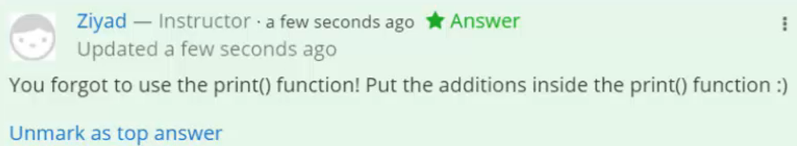 Ziyad — Instructor · a few seconds ago ★ Answer
Updated a few seconds ago
You forgot to use the print() function! Put the additions inside the print() function :)
Unmark as top answer